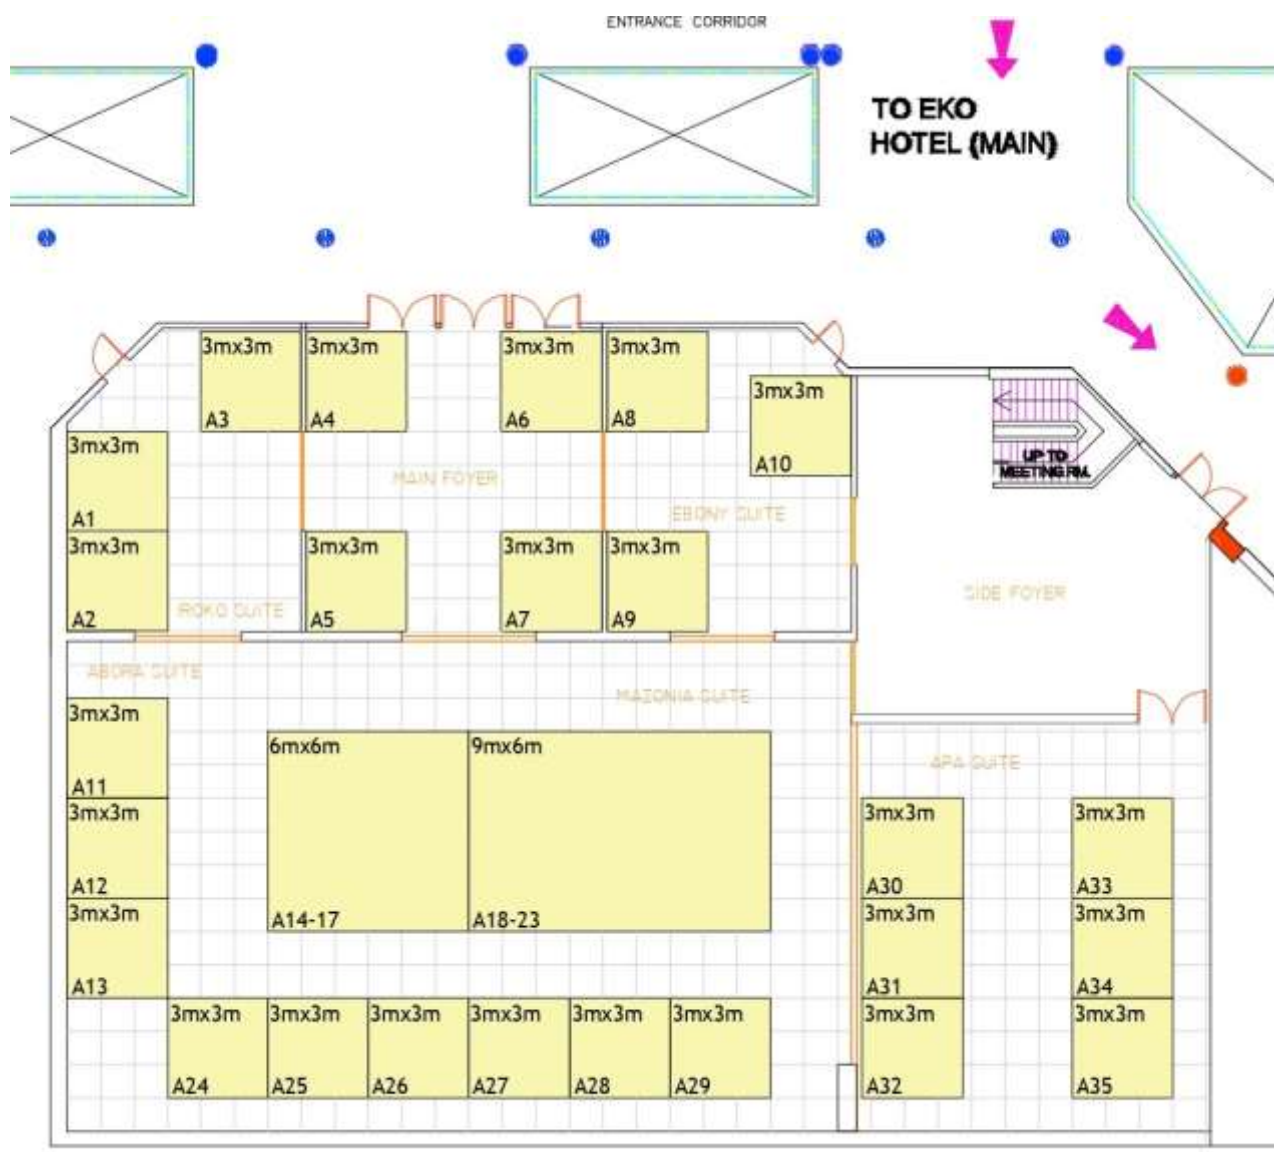 ENTRANCE CORRIDOR
TO EKO
HOTEL (MAIN)
3mx3m
A3
3mx3m
A4
3mx3m
A6
3mx3m
A8
3mx3m
A10
3mx3m
A1
MAIN FOYER
UP TO
MEETING RM.
EBONY SUITE
3mx3m
A2
3mx3m
A5
3mx3m
A7
3mx3m
A9
IROKO SUITE
SIDE FOYER
ABORA SUITE
MAZONIA SUITE
3mx3m
A11
6mx6m
A14-17
9mx6m
A18-23
APA SUITE
3mx3m
A12
3mx3m
A30
3mx3m
A33
3mx3m
A13
3mx3m
A31
3mx3m
A34
3mx3m
A24
3mx3m
A25
3mx3m
A26
3mx3m
A27
3mx3m
A28
3mx3m
A29
3mx3m
A32
3mx3m
A35